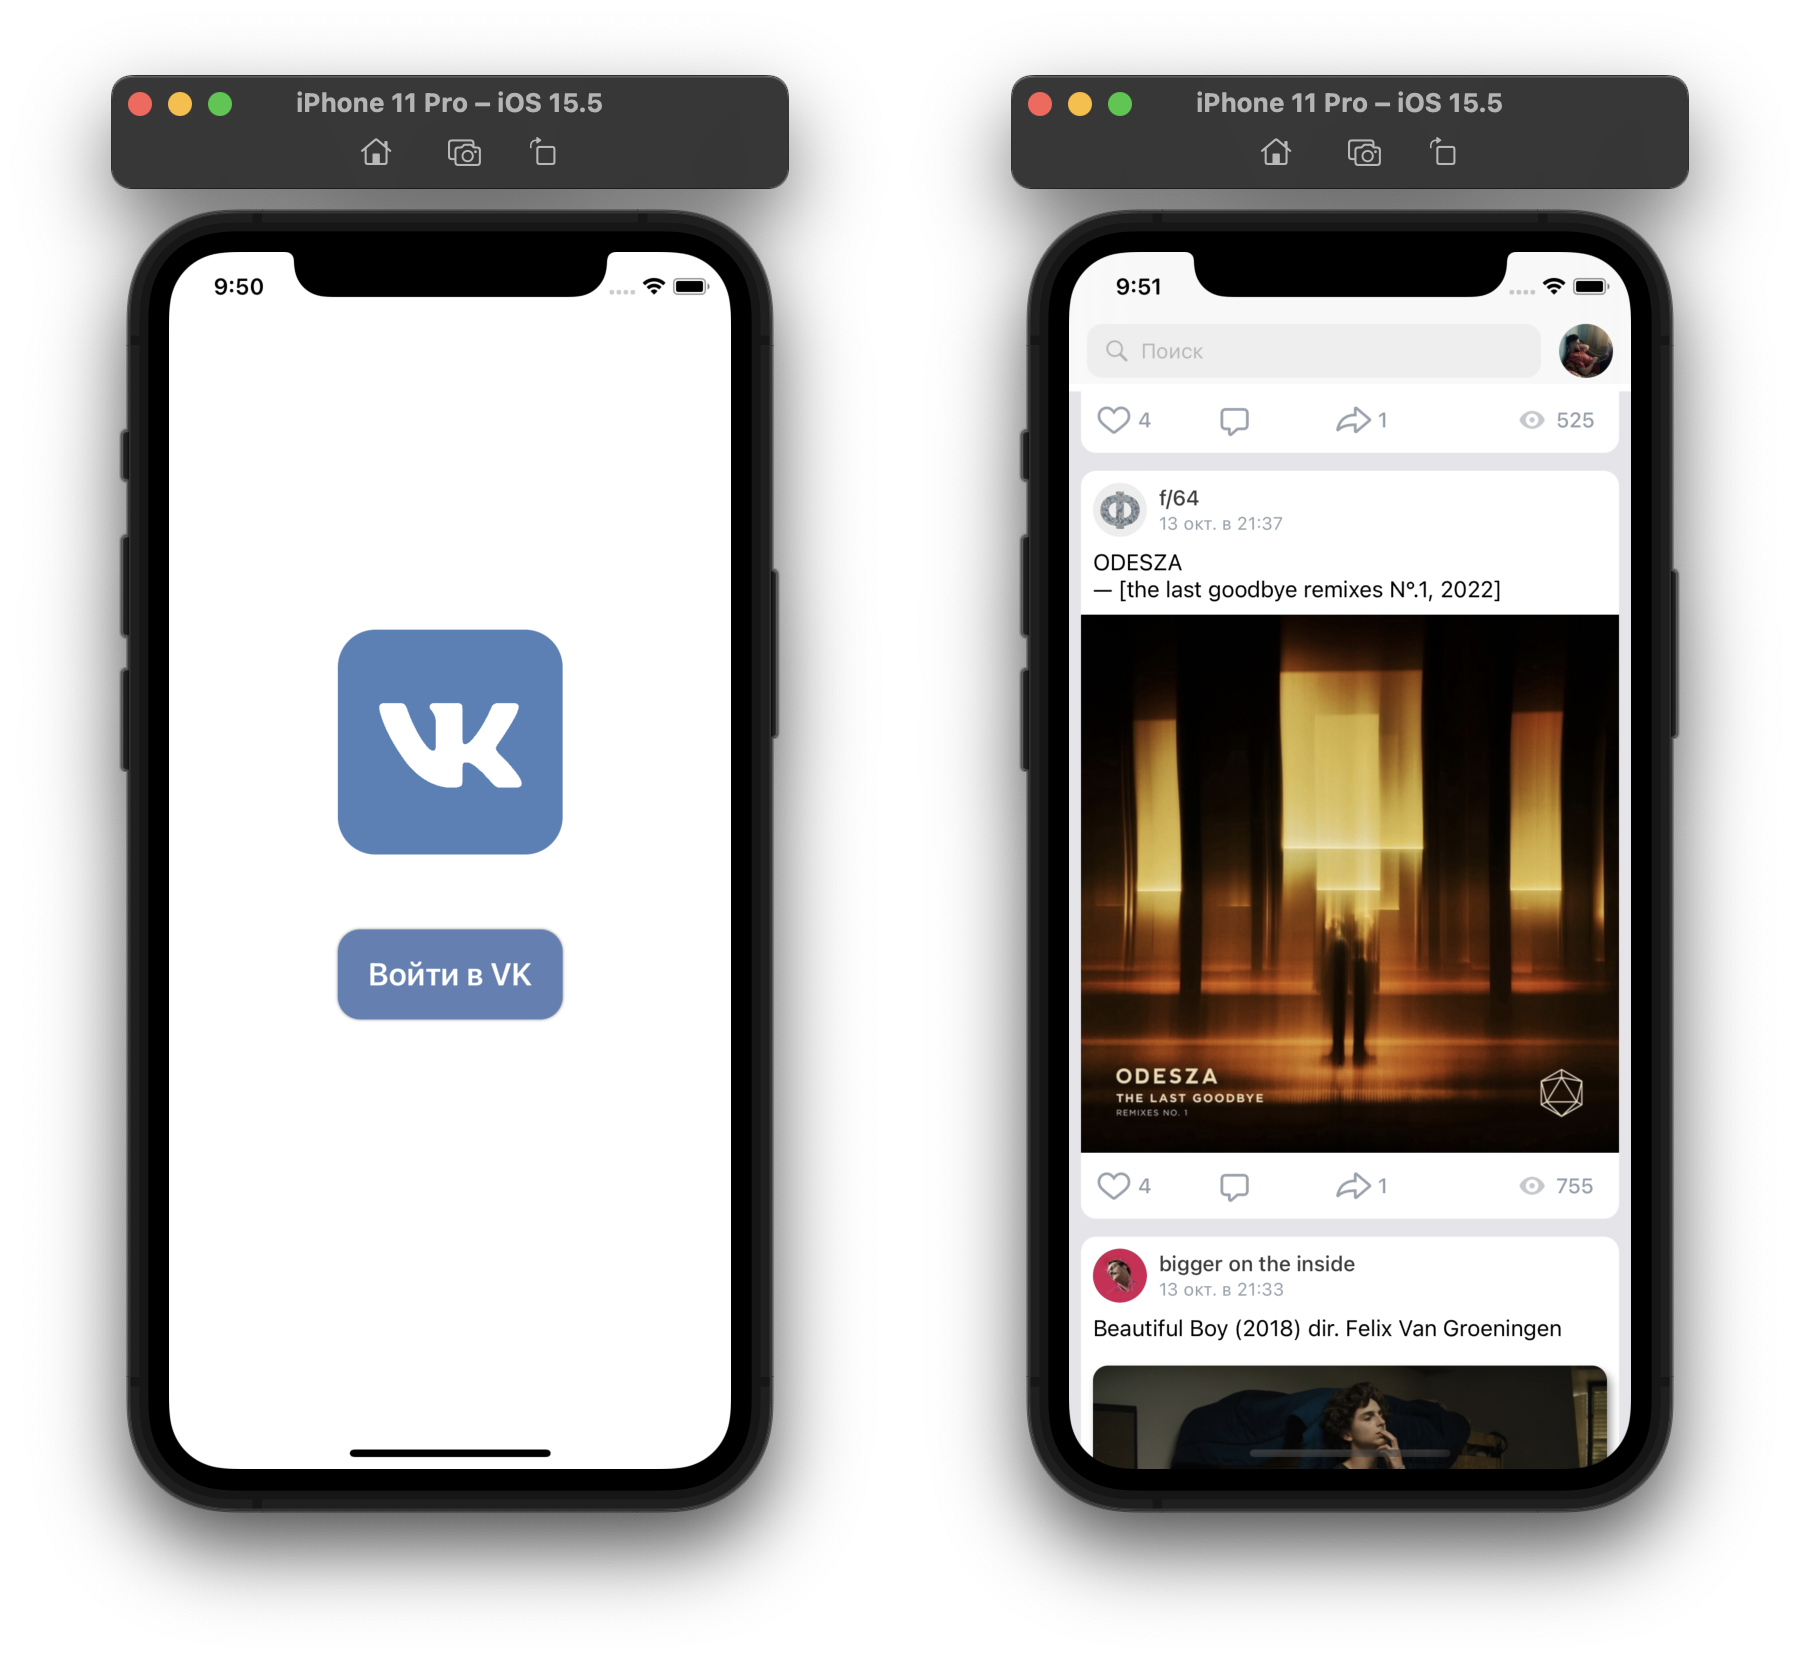 iPhone 11 Pro – iOS 15.5
9:50
VK
Войти в VK
iPhone 11 Pro – iOS 15.5
9:51
Поиск
4
1
525
f/64
13 окт. в 21:37
ODESZA
— [the last goodbye remixes N°.1, 2022]
ODESZA
THE LAST GOODBYE
REMIXES NO. 1
4
1
755
bigger on the inside
13 окт. в 21:33
Beautiful Boy (2018) dir. Felix Van Groeningen